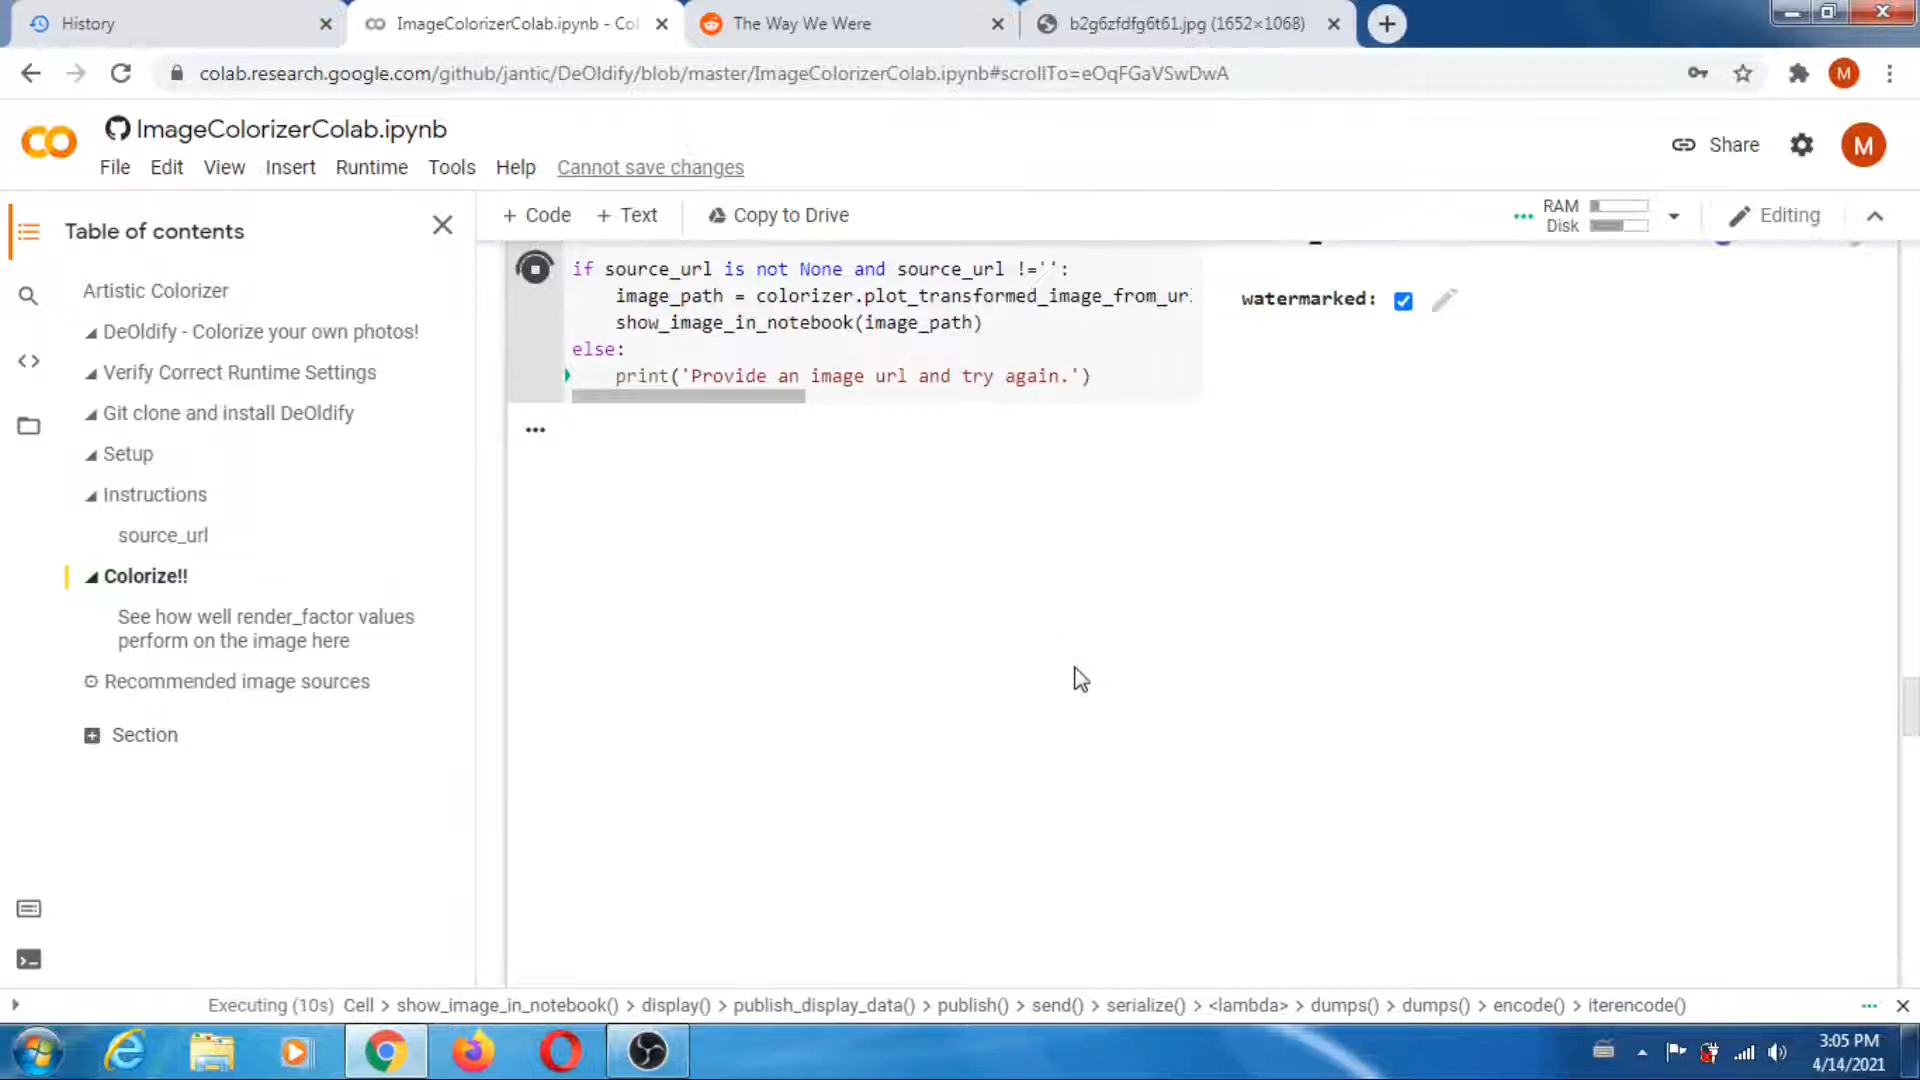 History
ImageColorizerColab.ipynb - Col
The Way We Were
b2g6zfdfg6t61.jpg (1652×1068)
colab.research.google.com/github/jantic/DeOldify/blob/master/ImageColorizerColab.ipynb#scrollTo=eOqFGaVSwDwA
M
ImageColorizerColab.ipynb
Share
M
File Edit View Insert Runtime Tools Help Cannot save changes
Table of contents
+ Code + Text Copy to Drive
RAM
Disk
Editing
Artistic Colorizer
DeOldify - Colorize your own photos!
Verify Correct Runtime Settings
Git clone and install DeOldify
Setup
Instructions
source_url
Colorize!!
See how well render_factor values
perform on the image here
Recommended image sources
Section
if source_url is not None and source_url !='':
image_path = colorizer.plot_transformed_image_from_ur
show_image_in_notebook(image_path)
else:
print('Provide an image url and try again.')
watermarked:
Executing (10s) Cell > show_image_in_notebook() > display() > publish_display_data() > publish() > send() > serialize() > <lambda> > dumps() > dumps() > encode() > iterencode()
3:05 PM
4/14/2021